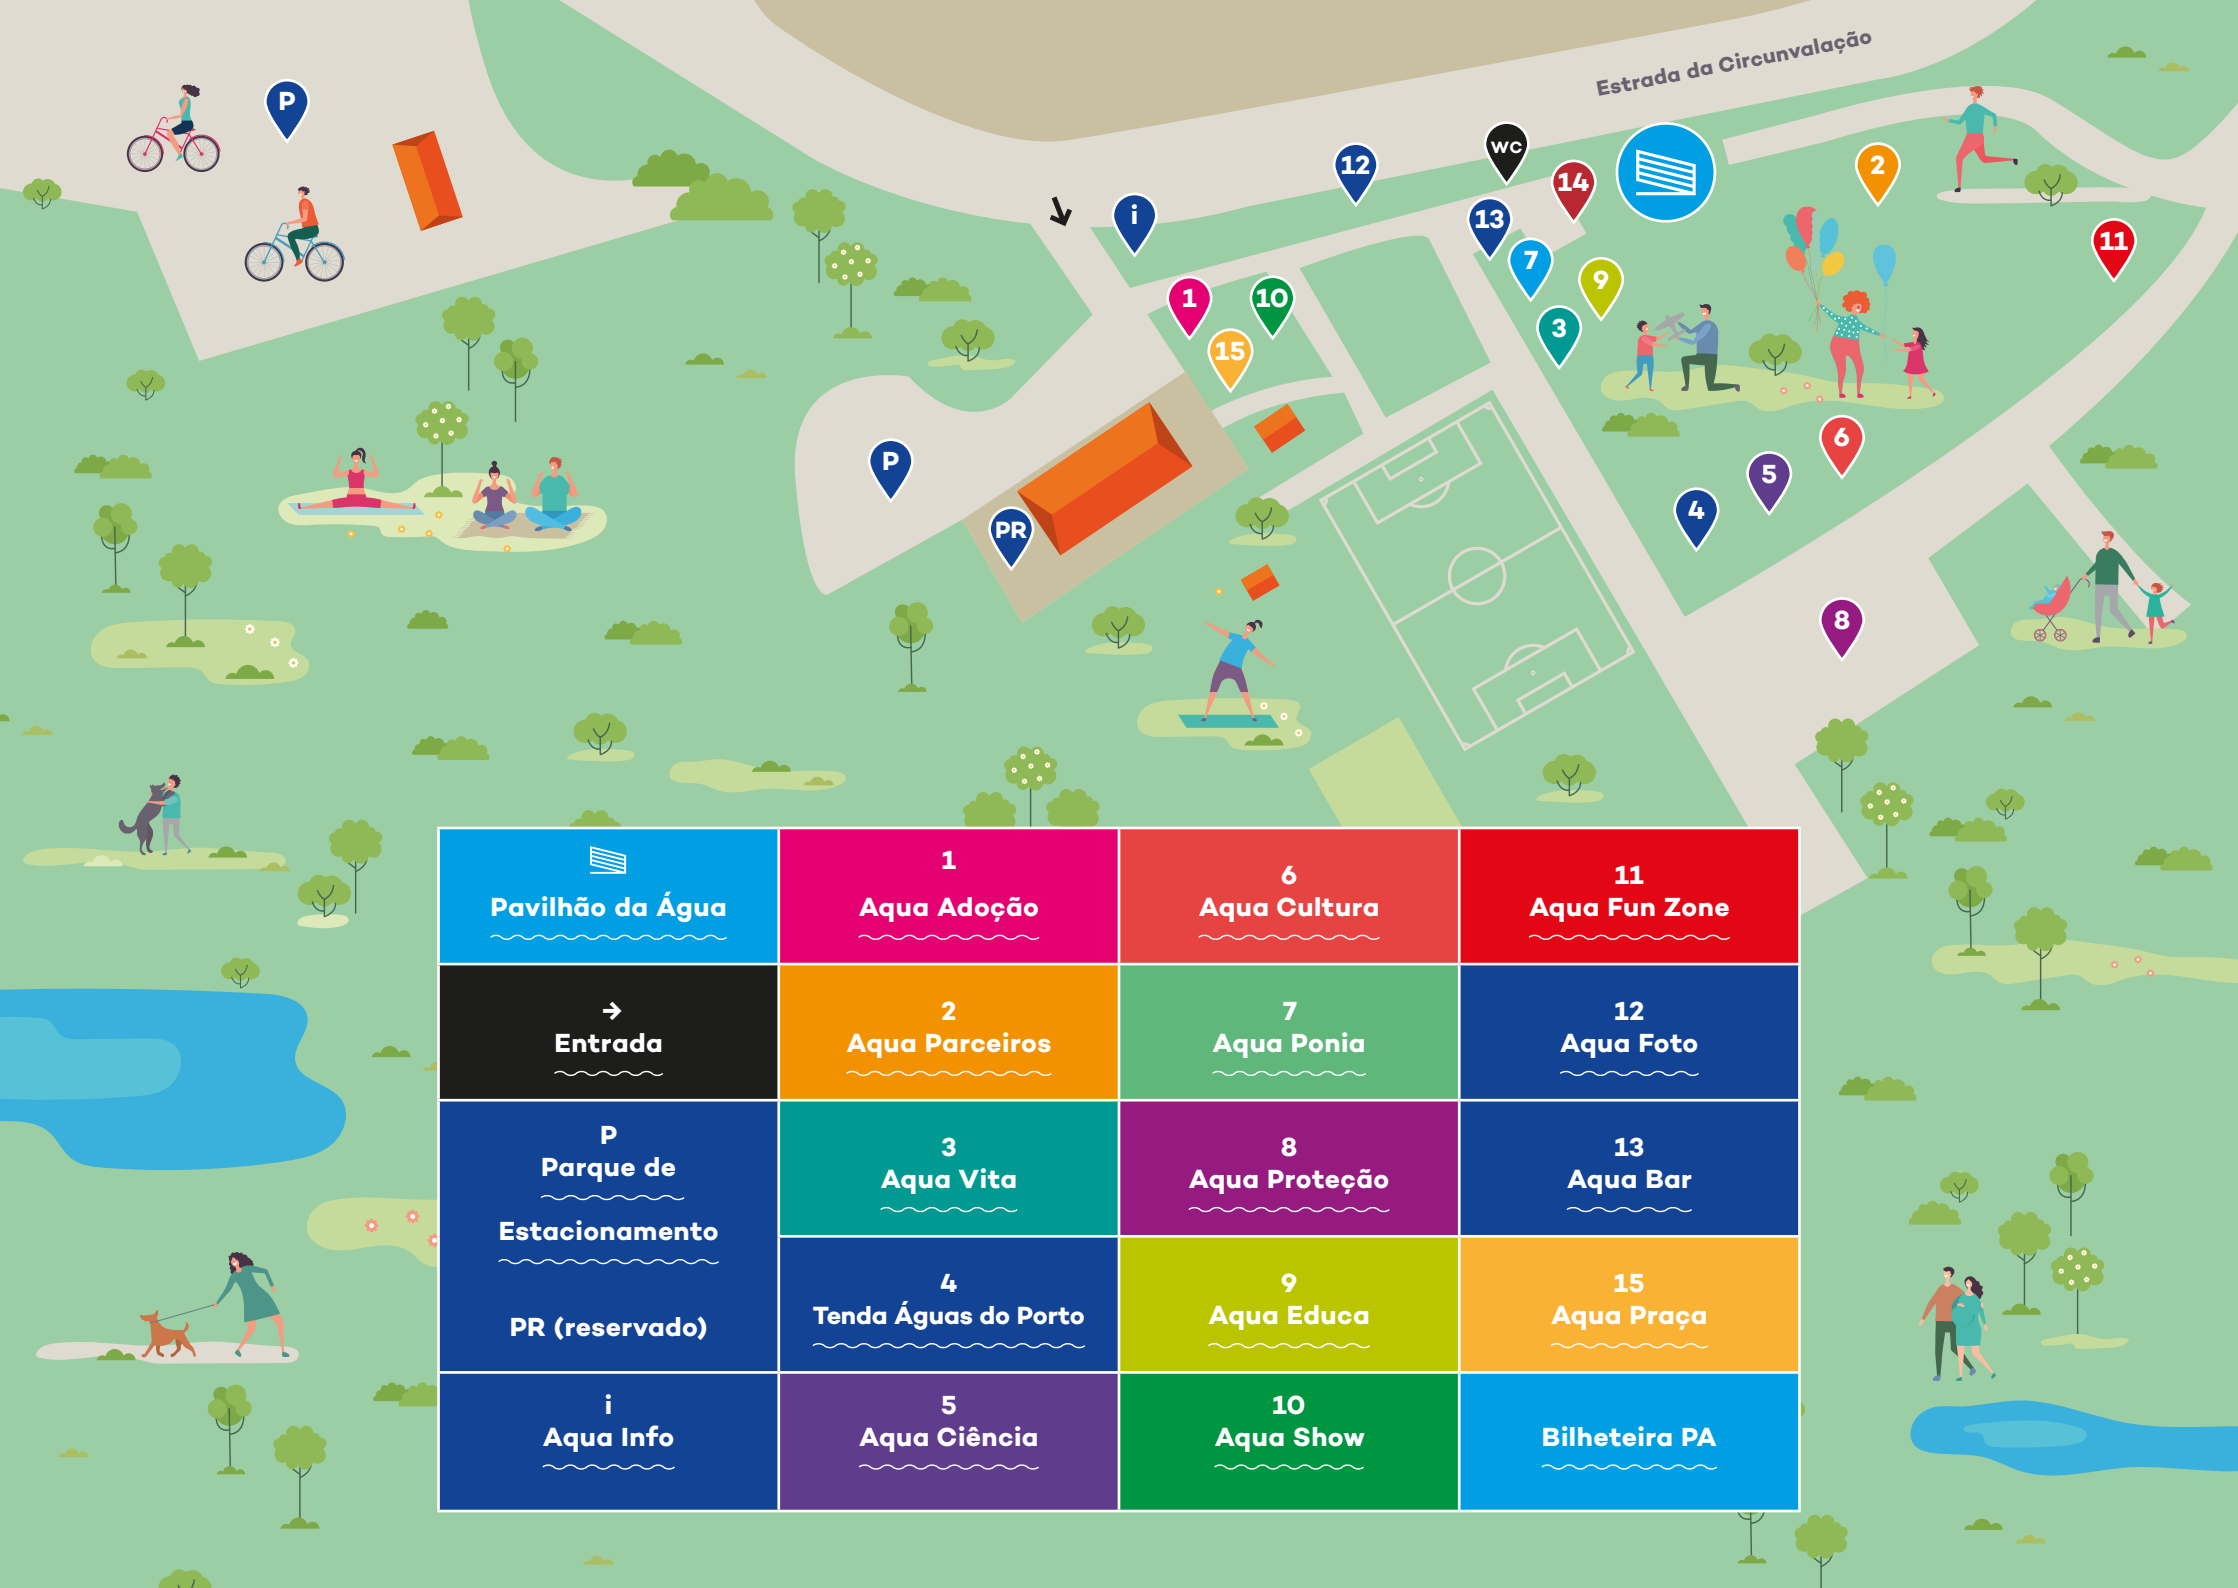 Estrada da Circunvalação
P
12
WC
14
2
i
13
11
7
9
1
10
3
15
6
P
5
4
PR
8
Pavilhão da Água
1
Aqua Adoção
6
Aqua Cultura
11
Aqua Fun Zone
→
Entrada
2
Aqua Parceiros
7
Aqua Ponia
12
Aqua Foto
P
Parque de
Estacionamento
PR (reservado)
3
Aqua Vita
8
Aqua Proteção
13
Aqua Bar
4
Tenda Águas do Porto
9
Aqua Educa
15
Aqua Praça
i
Aqua Info
5
Aqua Ciência
10
Aqua Show
Bilheteira PA